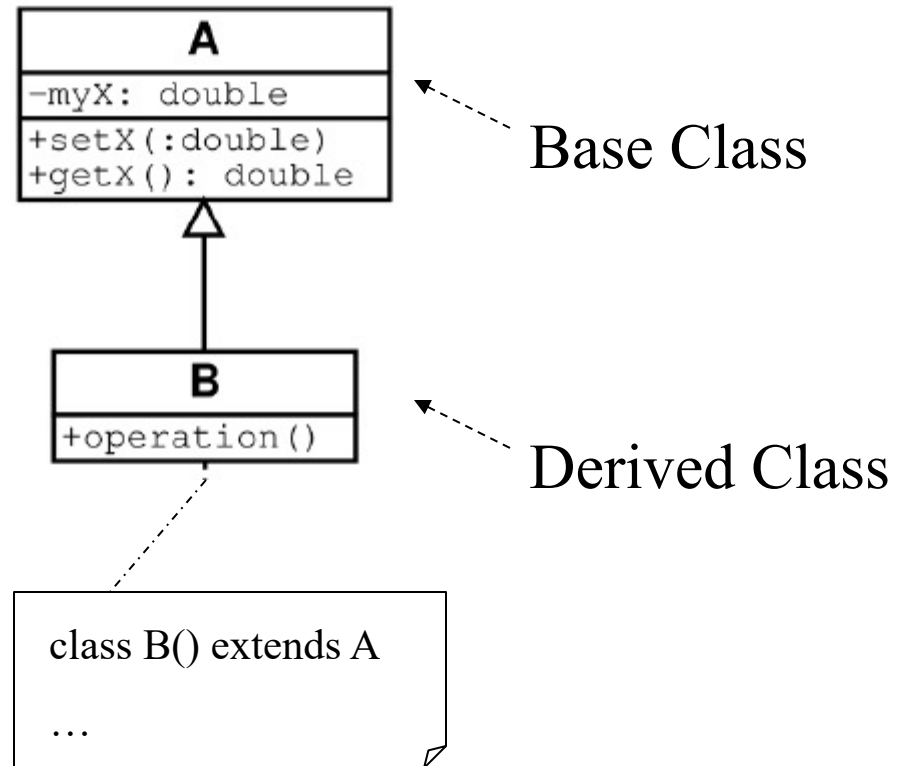 A
-myX: double
+setX(:double)
+getX(): double
Base Class
B
+operation()
Derived Class
class B() extends A
…